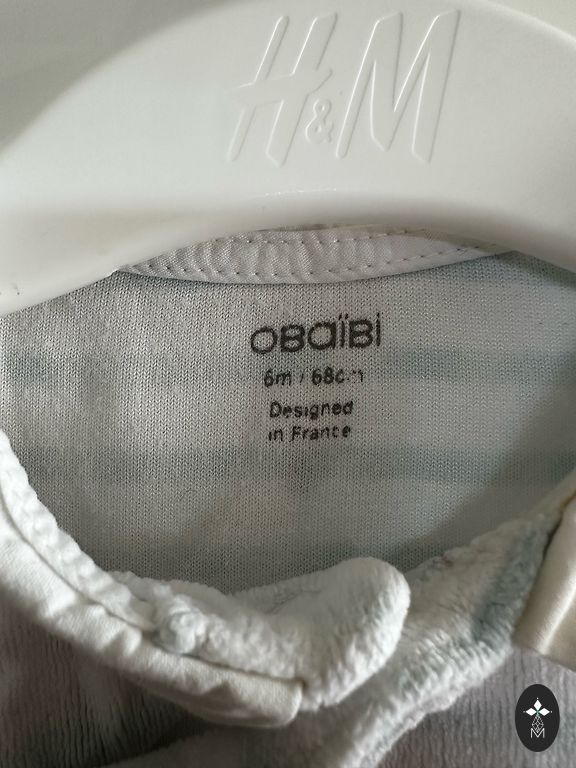 H&M
OBAÏBI
6m / 68cm
Designed
in France
M